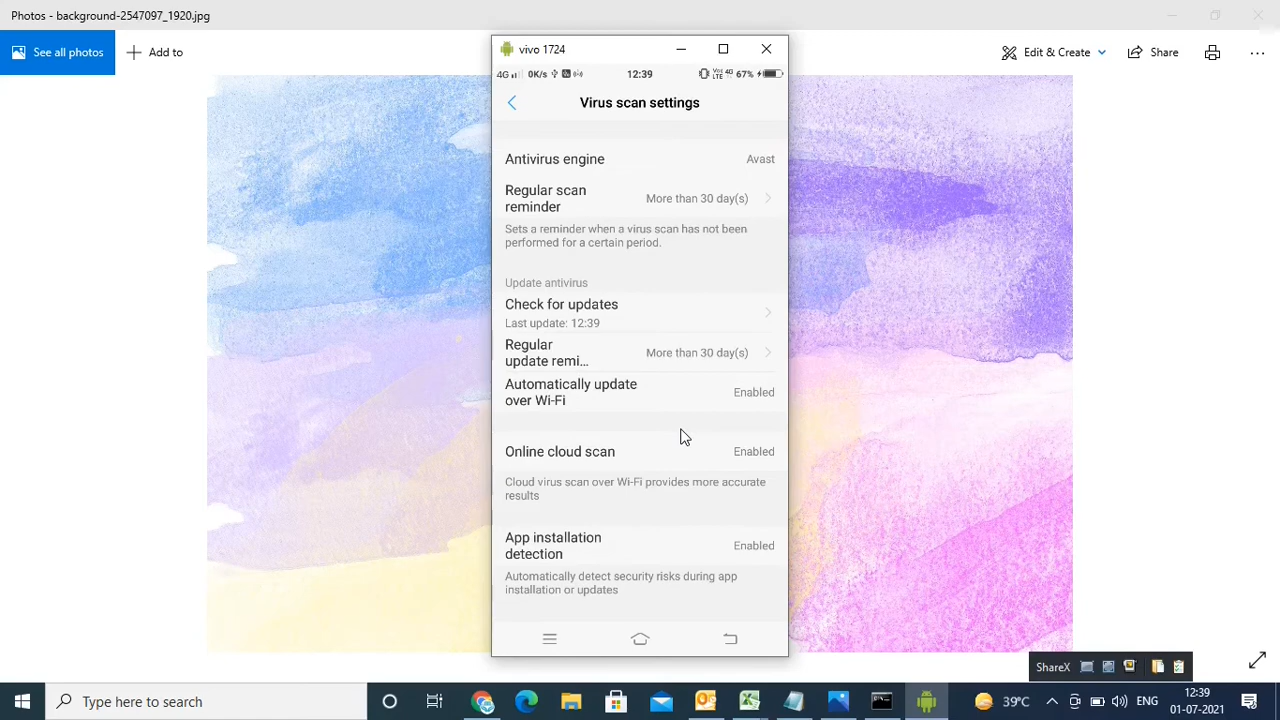 Photos - background-2547097_1920.jpg
See all photos
Add to
Edit & Create
Share
vivo 1724
4G 0K/s 12:39 67%
Virus scan settings
Antivirus engine Avast
Regular scan
reminder
More than 30 day(s)
Sets a reminder when a virus scan has not been
performed for a certain period.
Update antivirus
Check for updates
Last update: 12:39
Regular
update remi...
More than 30 day(s)
Automatically update
over Wi-Fi
Enabled
Online cloud scan Enabled
Cloud virus scan over Wi-Fi provides more accurate
results
App installation
detection
Enabled
Automatically detect security risks during app
installation or updates
ShareX
Type here to search
39°C
ENG
12:39
01-07-2021